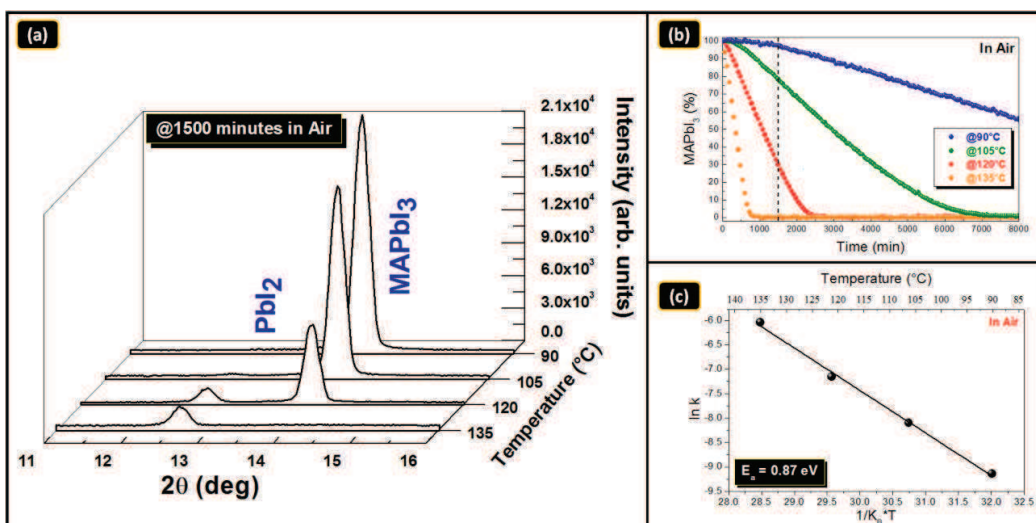 (a)
@1500 minutes in Air
PbI2
MAPbI3
2.1x10^4
1.8x10^4
1.5x10^4
1.2x10^4
9.0x10^3
6.0x10^3
3.0x10^3
0.0
Intensity (arb. units)
90
105
120
135
Temperature (°C)
11 12 13 14 15 16
2θ (deg)
(b)
In Air
100
90
80
70
60
50
40
30
20
10
0
MAPbI3 (%)
@90°C
@105°C
@120°C
@135°C
0 1000 2000 3000 4000 5000 6000 7000 8000
Time (min)
(c)
Temperature (°C)
140 135 130 125 120 115 110 105 100 95 90 85
In Air
-6.0
-6.5
-7.0
-7.5
-8.0
-8.5
-9.0
-9.5
ln k
Ea = 0.87 eV
28.0 28.5 29.0 29.5 30.0 30.5 31.0 31.5 32.0 32.5
1/KB*T